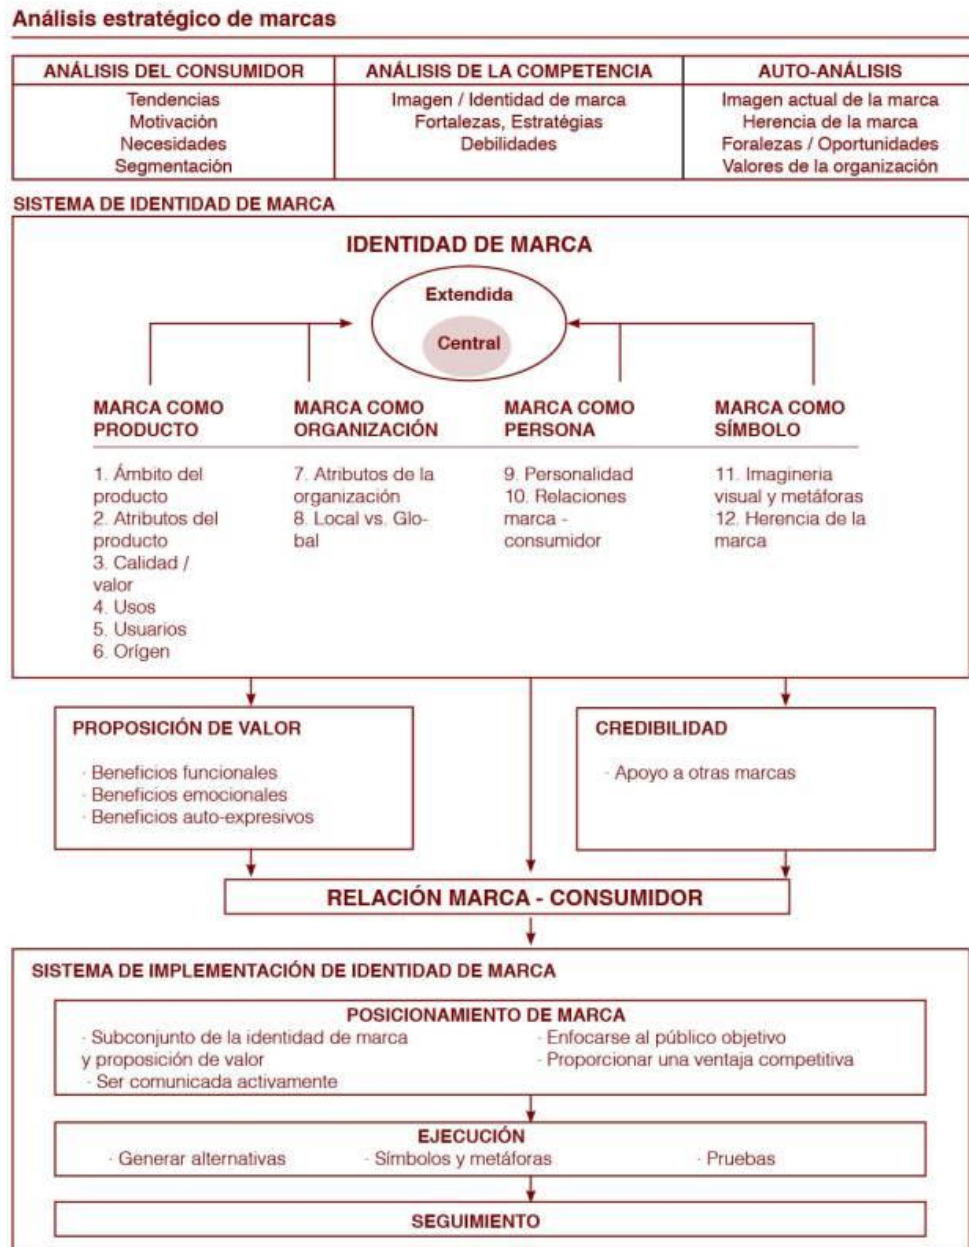 Análisis estratégico de marcas
ANÁLISIS DEL CONSUMIDOR
Tendencias
Motivación
Necesidades
Segmentación
ANÁLISIS DE LA COMPETENCIA
Imagen / Identidad de marca
Fortalezas, Estratégias
Debilidades
AUTO-ANÁLISIS
Imagen actual de la marca
Herencia de la marca
Foralezas / Oportunidades
Valores de la organización
SISTEMA DE IDENTIDAD DE MARCA
IDENTIDAD DE MARCA
Extendida
Central
MARCA COMO
PRODUCTO
1. Ámbito del
producto
2. Atributos del
producto
3. Calidad /
valor
4. Usos
5. Usuarios
6. Orígen
MARCA COMO
ORGANIZACIÓN
7. Atributos de la
organización
8. Local vs. Glo-
bal
MARCA COMO
PERSONA
9. Personalidad
10. Relaciones
marca -
consumidor
MARCA COMO
SÍMBOLO
11. Imagineria
visual y metáforas
12. Herencia de la
marca
PROPOSICIÓN DE VALOR
· Beneficios funcionales
· Beneficios emocionales
· Beneficios auto-expresivos
CREDIBILIDAD
· Apoyo a otras marcas
RELACIÓN MARCA - CONSUMIDOR
SISTEMA DE IMPLEMENTACIÓN DE IDENTIDAD DE MARCA
POSICIONAMIENTO DE MARCA
· Subconjunto de la identidad de marca
y proposición de valor
· Ser comunicada activamente
· Enfocarse al público objetivo
· Proporcionar una ventaja competitiva
EJECUCIÓN
· Generar alternativas
· Símbolos y metáforas
· Pruebas
SEGUIMIENTO